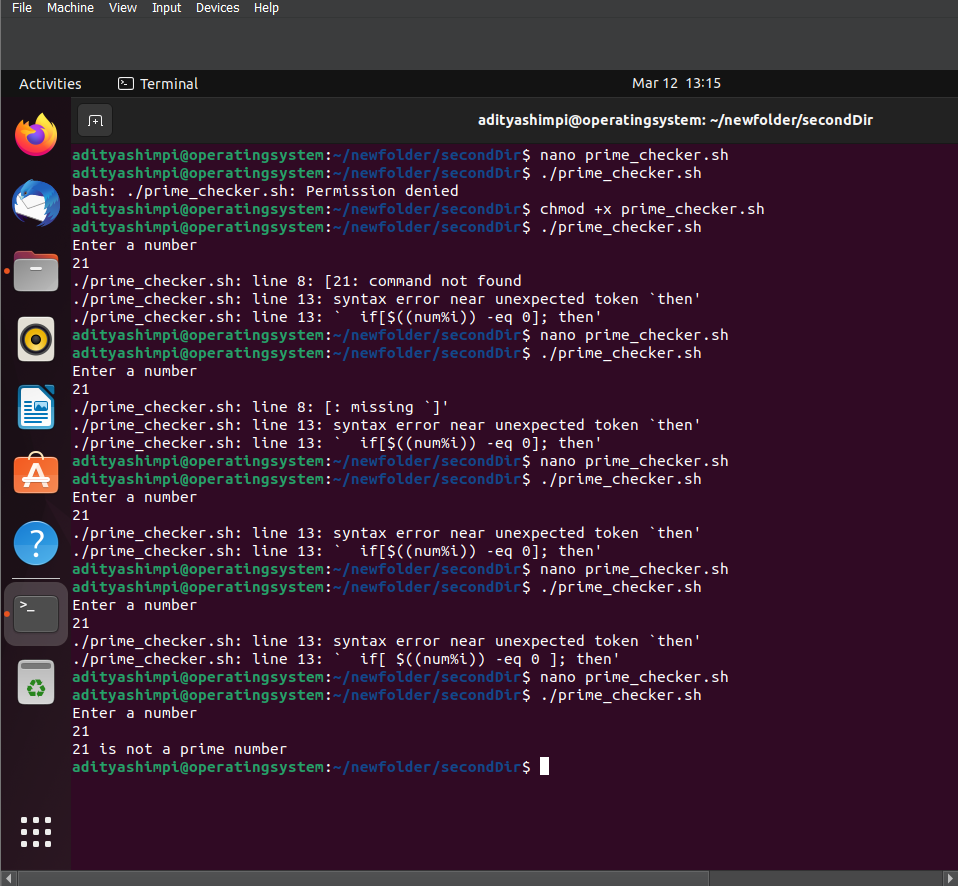 File Machine View Input Devices Help
Activities Terminal Mar 12 13:15
adityashimpi@operatingsystem: ~/newfolder/secondDir
adityashimpi@operatingsystem:~/newfolder/secondDir$ nano prime_checker.sh
adityashimpi@operatingsystem:~/newfolder/secondDir$ ./prime_checker.sh
bash: ./prime_checker.sh: Permission denied
adityashimpi@operatingsystem:~/newfolder/secondDir$ chmod +x prime_checker.sh
adityashimpi@operatingsystem:~/newfolder/secondDir$ ./prime_checker.sh
Enter a number
21
./prime_checker.sh: line 8: [21: command not found
./prime_checker.sh: line 13: syntax error near unexpected token `then'
./prime_checker.sh: line 13: `  if[$((num%i)) -eq 0]; then'
adityashimpi@operatingsystem:~/newfolder/secondDir$ nano prime_checker.sh
adityashimpi@operatingsystem:~/newfolder/secondDir$ ./prime_checker.sh
Enter a number
21
./prime_checker.sh: line 8: [: missing `]'
./prime_checker.sh: line 13: syntax error near unexpected token `then'
./prime_checker.sh: line 13: `  if[$((num%i)) -eq 0]; then'
adityashimpi@operatingsystem:~/newfolder/secondDir$ nano prime_checker.sh
adityashimpi@operatingsystem:~/newfolder/secondDir$ ./prime_checker.sh
Enter a number
21
./prime_checker.sh: line 13: syntax error near unexpected token `then'
./prime_checker.sh: line 13: `  if[$((num%i)) -eq 0]; then'
adityashimpi@operatingsystem:~/newfolder/secondDir$ nano prime_checker.sh
adityashimpi@operatingsystem:~/newfolder/secondDir$ ./prime_checker.sh
Enter a number
21
./prime_checker.sh: line 13: syntax error near unexpected token `then'
./prime_checker.sh: line 13: `  if[ $((num%i)) -eq 0 ]; then'
adityashimpi@operatingsystem:~/newfolder/secondDir$ nano prime_checker.sh
adityashimpi@operatingsystem:~/newfolder/secondDir$ ./prime_checker.sh
Enter a number
21
21 is not a prime number
adityashimpi@operatingsystem:~/newfolder/secondDir$